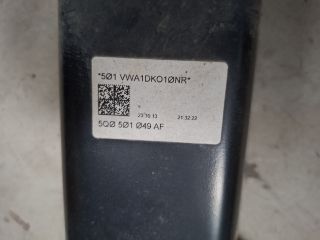 *5Ø1 VWA1DKO1ØNR*
23.10.13 21:32:22
5QØ 5Ø1 Ø49 AF